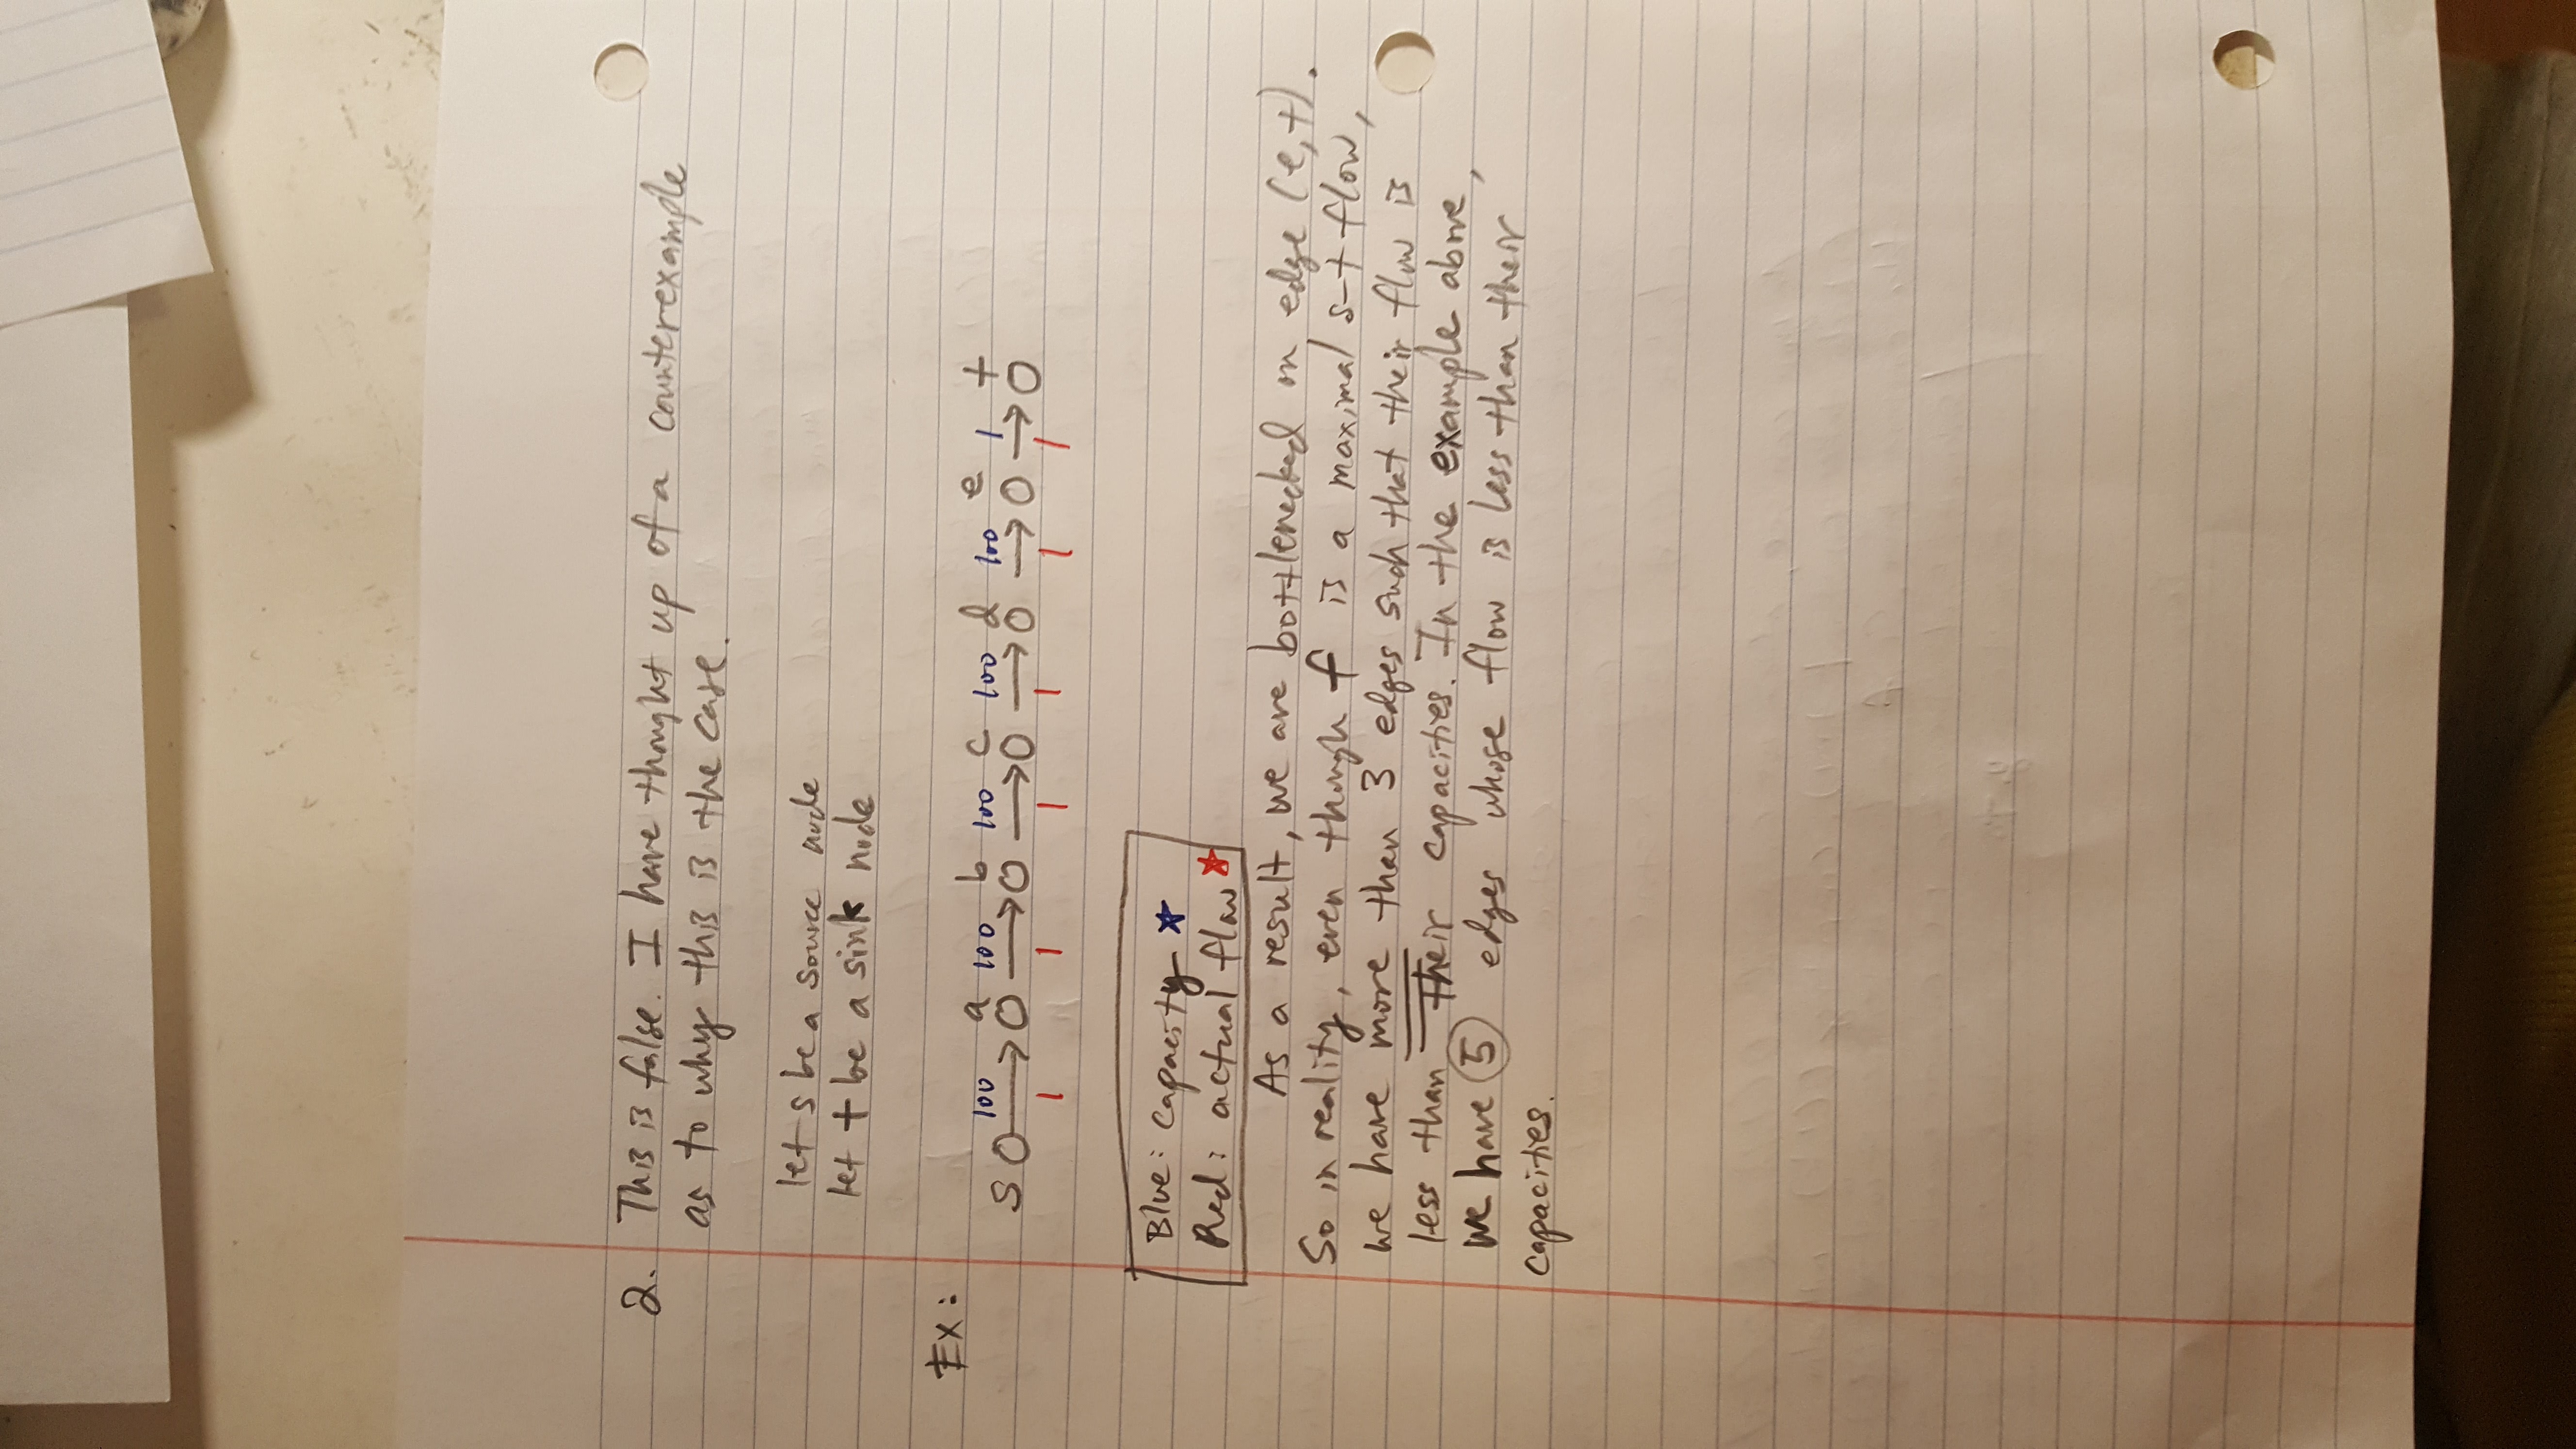 2. This is false. I have thought up of a counterexample
as to why this is the case.
let s be a source node
let t be a sink node
Ex:
a b c d e t
100 100 100 100 100 1
S
1 1 1 1 1 1
Blue: capacity
Red: actual flow
As a result, we are bottlenecked on edge (e,t).
So in reality, even though f is a maximal s-t flow,
we have more than 3 edges such that their flow is
less than their capacities. In the example above,
we have 5 edges whose flow is less than their
capacities.